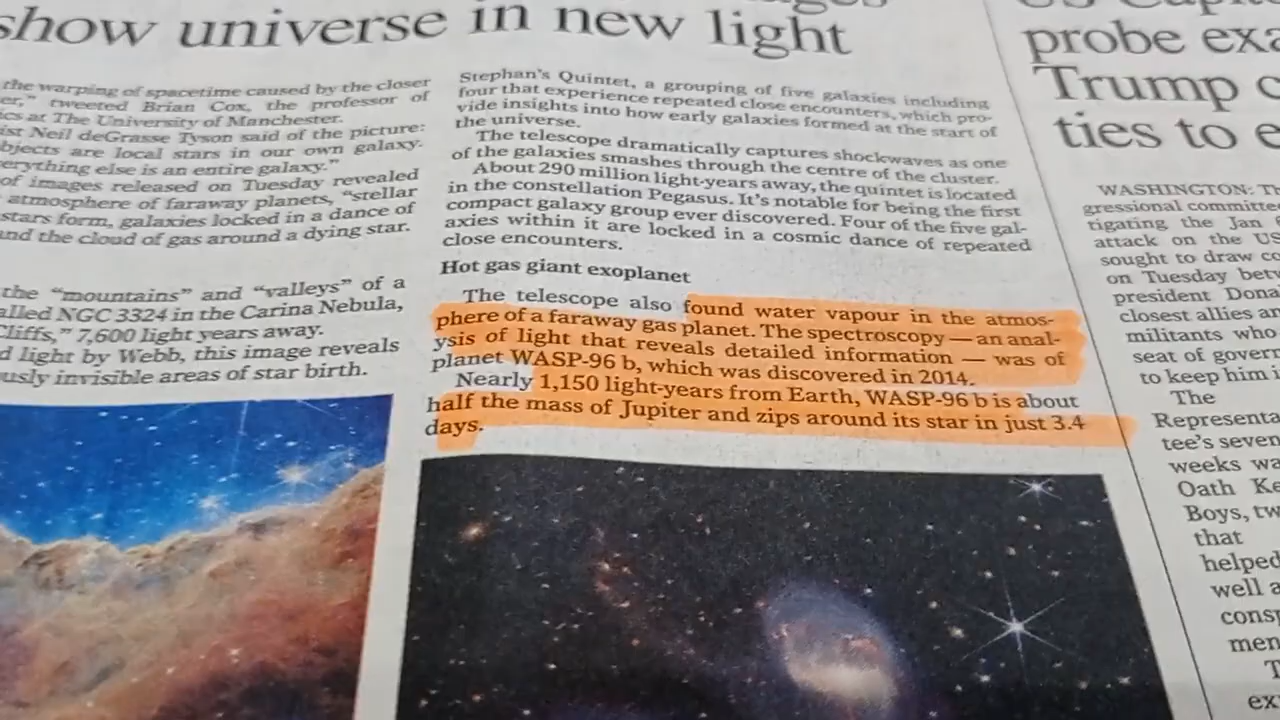 show universe in new light
the warping of spacetime caused by the closer
er,” tweeted Brian Cox, the professor of
ics at The University of Manchester.
ist Neil deGrasse Tyson said of the picture:
bjects are local stars in our own galaxy.
erything else is an entire galaxy.”
of images released on Tuesday revealed
atmosphere of faraway planets, “stellar
stars form, galaxies locked in a dance of
and the cloud of gas around a dying star.
the “mountains” and “valleys” of a
alled NGC 3324 in the Carina Nebula,
Cliffs,” 7,600 light years away.
d light by Webb, this image reveals
usly invisible areas of star birth.
Stephan’s Quintet, a grouping of five galaxies including
four that experience repeated close encounters, which pro-
vide insights into how early galaxies formed at the start of
the universe.
The telescope dramatically captures shockwaves as one
of the galaxies smashes through the centre of the cluster.
About 290 million light-years away, the quintet is located
in the constellation Pegasus. It’s notable for being the first
compact galaxy group ever discovered. Four of the five gal-
axies within it are locked in a cosmic dance of repeated
close encounters.
Hot gas giant exoplanet
The telescope also found water vapour in the atmos-
phere of a faraway gas planet. The spectroscopy — an anal-
ysis of light that reveals detailed information — was of
planet WASP-96 b, which was discovered in 2014.
Nearly 1,150 light-years from Earth, WASP-96 b is about
half the mass of Jupiter and zips around its star in just 3.4
days.
probe exa
Trump
ties to e
WASHINGTON: T
gressional committe
tigating the Jan
attack on the US
sought to draw co
on Tuesday betw
president Dona
closest allies an
militants who
seat of govern
to keep him i
The
Representa
tee’s seven
weeks wa
Oath Ke
Boys, tw
that
helped
well a
consp
men
T
ex